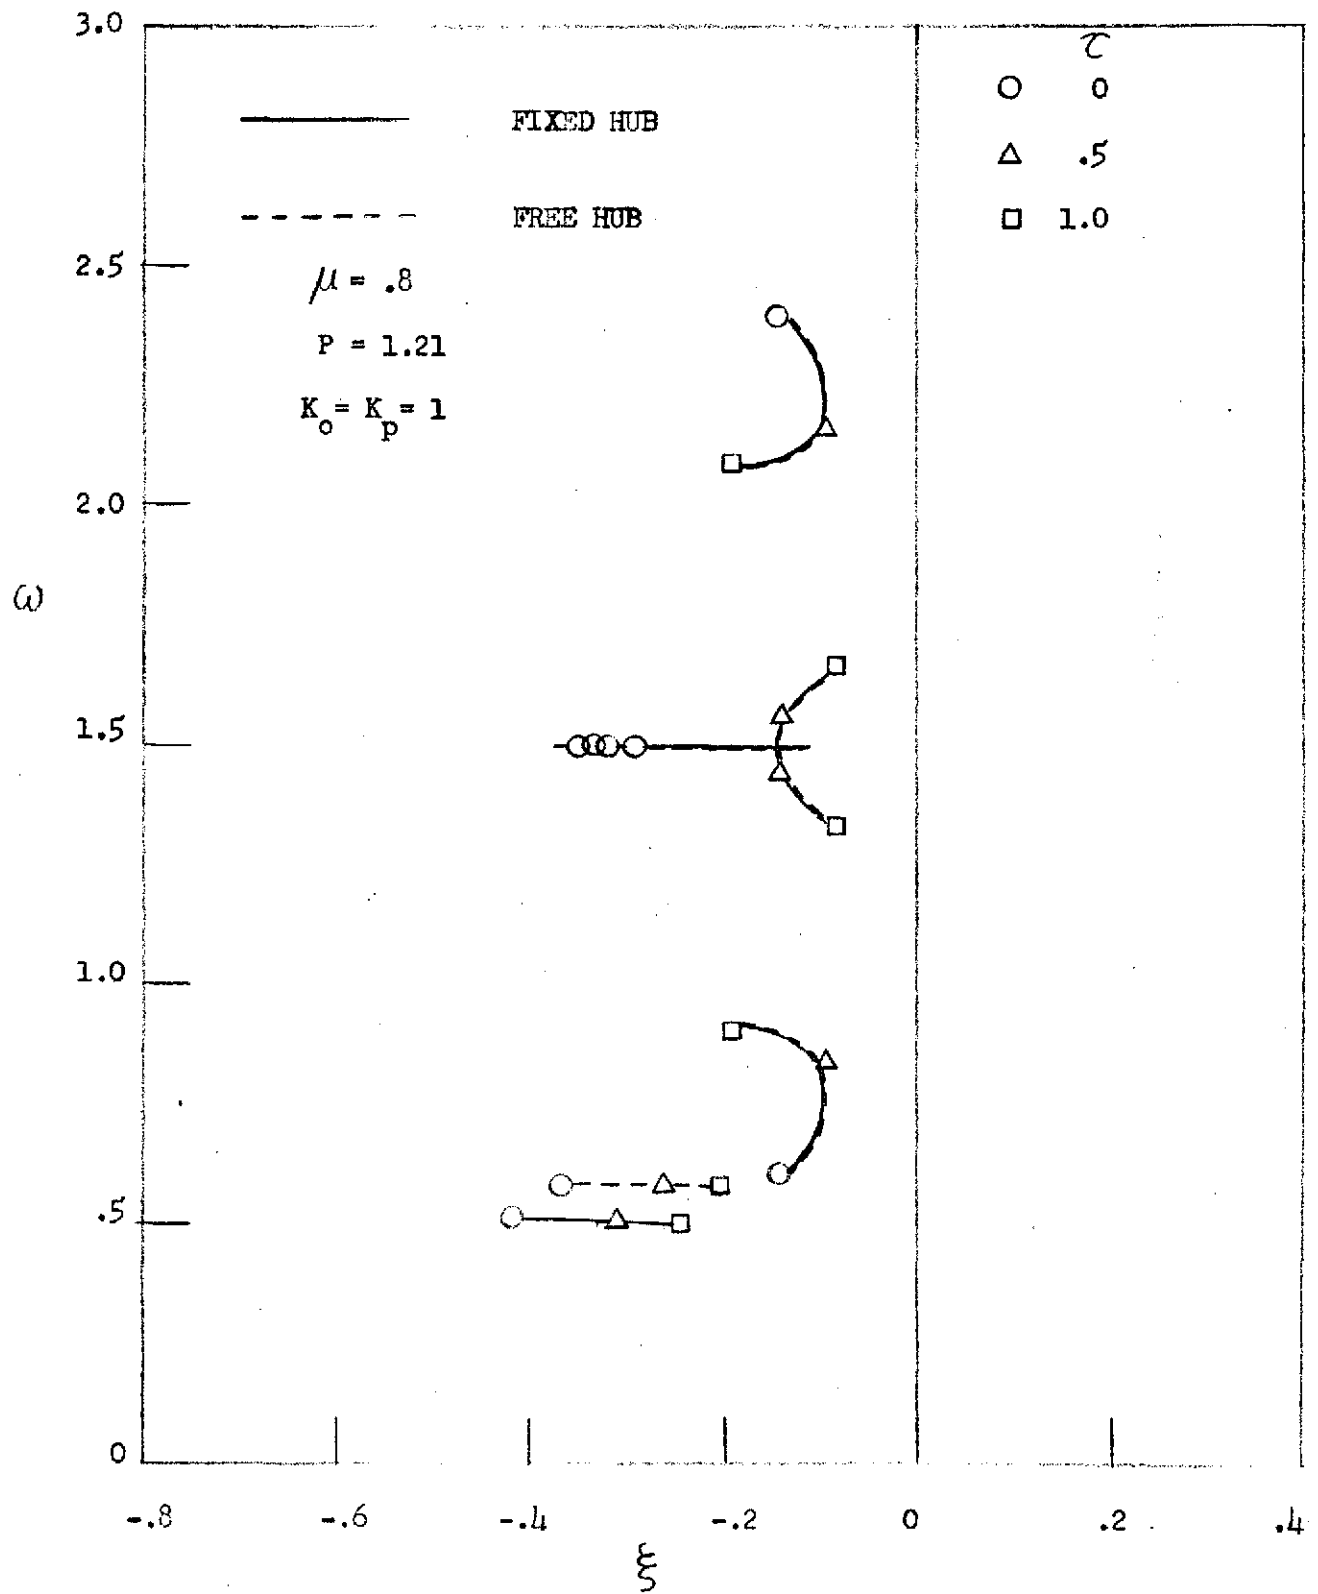 3.0
τ
○ 0
FIXED HUB
△ .5
FREE HUB
□ 1.0
2.5
μ = .8
P = 1.21
K_o = K_p = 1
2.0
ω
1.5
1.0
.5
0
-.8 -.6 -.4 -.2 0 .2 .4
ξ